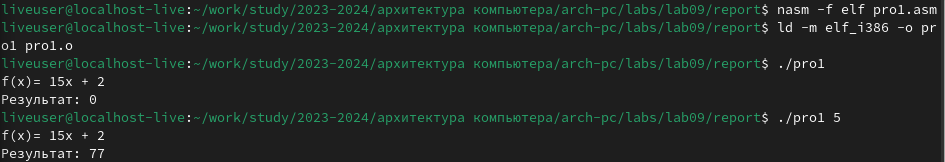 liveuser@localhost-live:~/work/study/2023-2024/архитектура компьютера/arch-pc/labs/lab09/report$ nasm -f elf pro1.asm
liveuser@localhost-live:~/work/study/2023-2024/архитектура компьютера/arch-pc/labs/lab09/report$ ld -m elf_i386 -o pr
o1 pro1.o
liveuser@localhost-live:~/work/study/2023-2024/архитектура компьютера/arch-pc/labs/lab09/report$ ./pro1
f(x)= 15x + 2
Результат: 0
liveuser@localhost-live:~/work/study/2023-2024/архитектура компьютера/arch-pc/labs/lab09/report$ ./pro1 5
f(x)= 15x + 2
Результат: 77